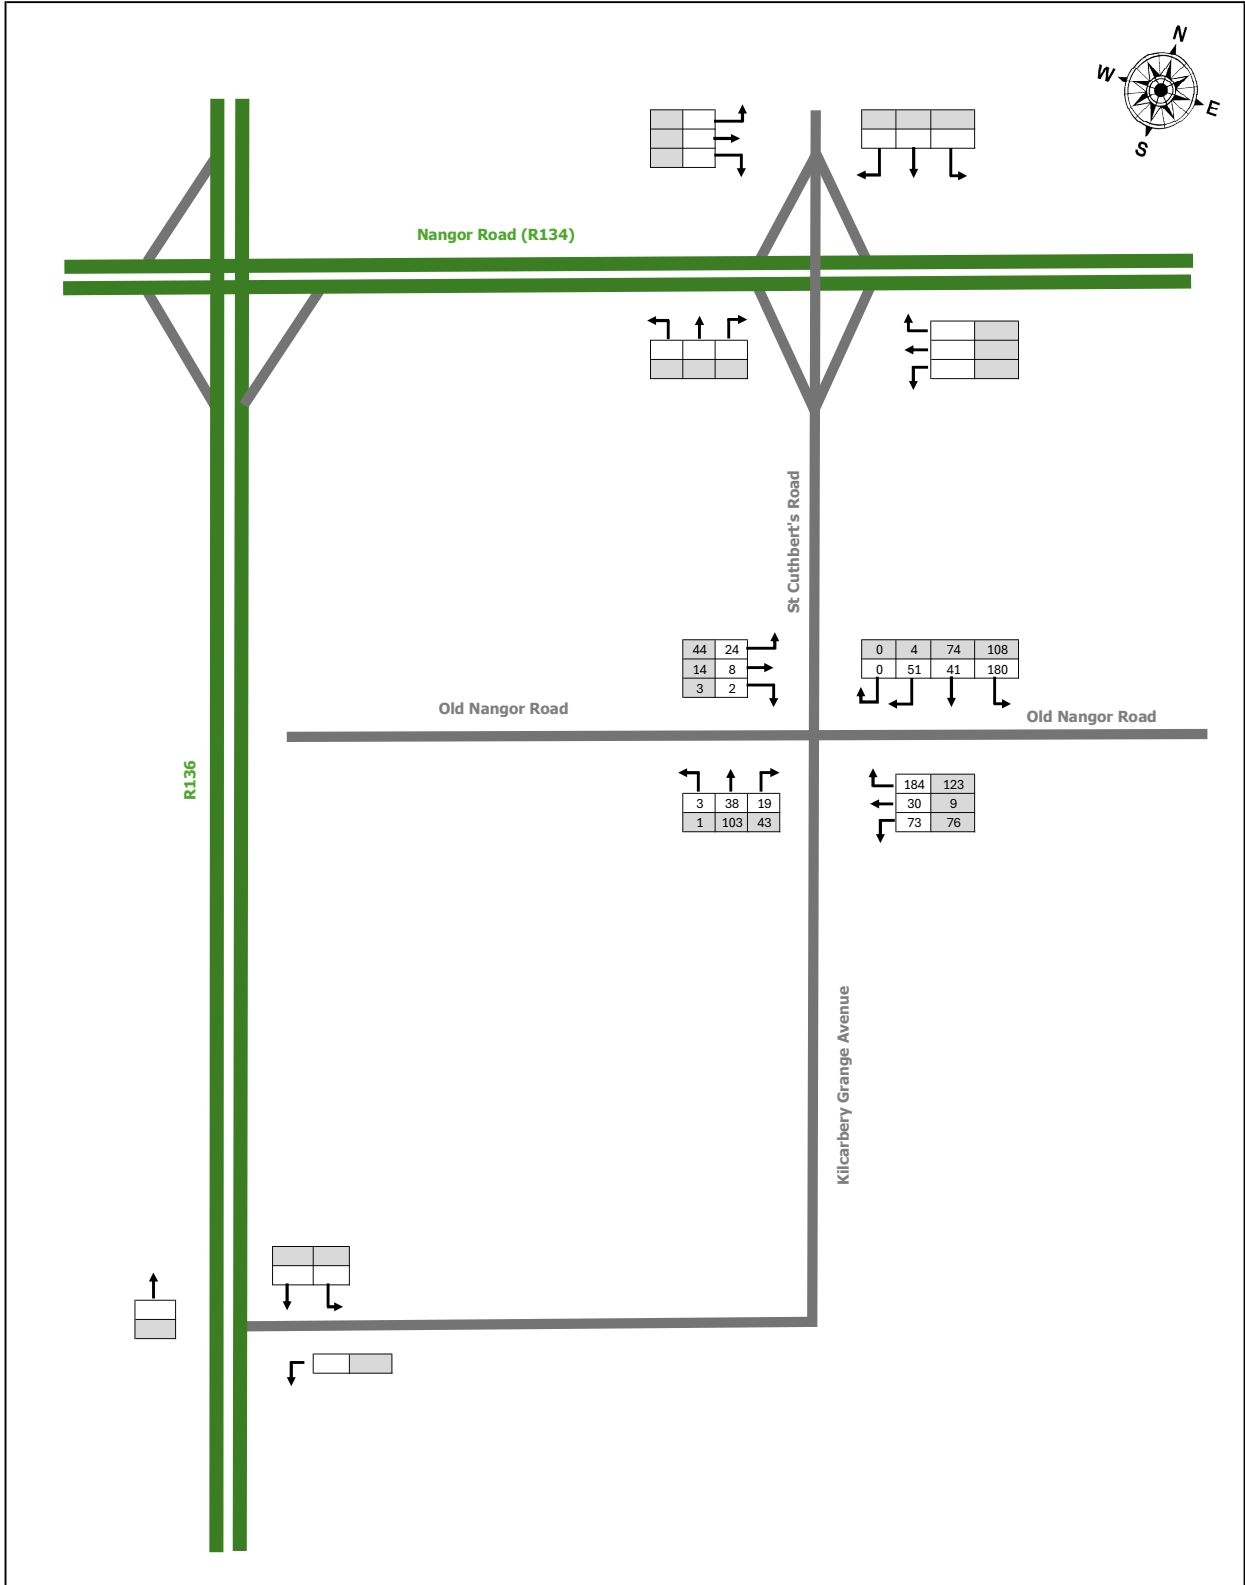 N
W
E
S
Nangor Road (R134)
St Cuthbert's Road
44 24
14 8
3 2
0 4 74 108
0 51 41 180
Old Nangor Road
Old Nangor Road
R136
3 38 19
1 103 43
184 123
30 9
73 76
Kilcarbery Grange Avenue